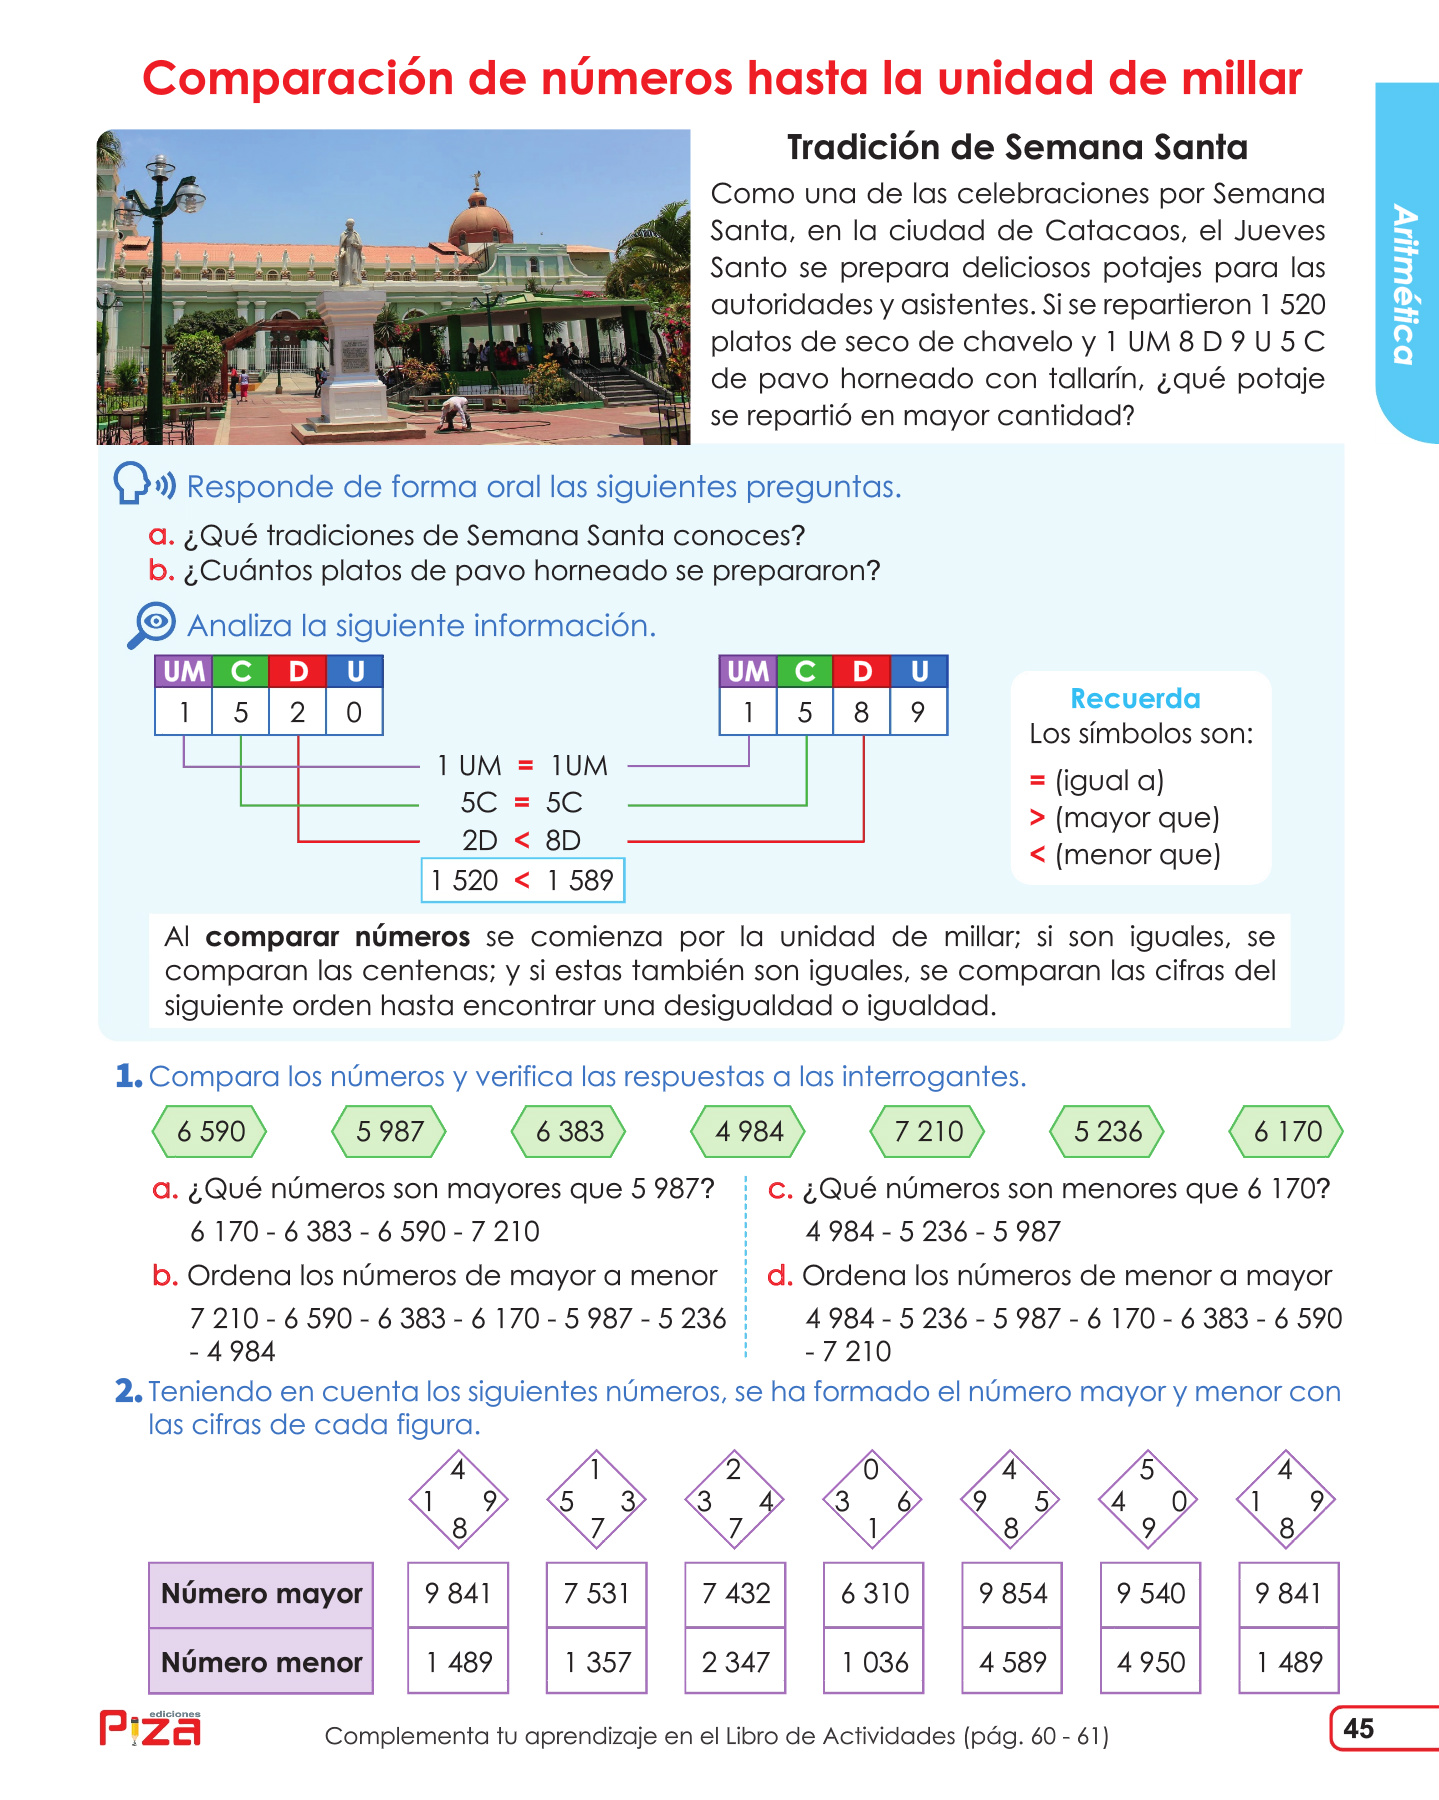 Comparación de números hasta la unidad de millar
Aritmética
Tradición de Semana Santa
Como una de las celebraciones por Semana
Santa, en la ciudad de Catacaos, el Jueves
Santo se prepara deliciosos potajes para las
autoridades y asistentes. Si se repartieron 1 520
platos de seco de chavelo y 1 UM 8 D 9 U 5 C
de pavo horneado con tallarín, ¿qué potaje
se repartió en mayor cantidad?
Responde de forma oral las siguientes preguntas.
a. ¿Qué tradiciones de Semana Santa conoces?
b. ¿Cuántos platos de pavo horneado se prepararon?
Analiza la siguiente información.
UM C D U
1 5 2 0
UM C D U
1 5 8 9
1 UM = 1UM
5C = 5C
2D < 8D
1 520 < 1 589
Recuerda
Los símbolos son:
= (igual a)
> (mayor que)
< (menor que)
Al comparar números se comienza por la unidad de millar; si son iguales, se
comparan las centenas; y si estas también son iguales, se comparan las cifras del
siguiente orden hasta encontrar una desigualdad o igualdad.
1. Compara los números y verifica las respuestas a las interrogantes.
6 590 5 987 6 383 4 984 7 210 5 236 6 170
a. ¿Qué números son mayores que 5 987?
6 170 - 6 383 - 6 590 - 7 210
b. Ordena los números de mayor a menor
7 210 - 6 590 - 6 383 - 6 170 - 5 987 - 5 236
- 4 984
c. ¿Qué números son menores que 6 170?
4 984 - 5 236 - 5 987
d. Ordena los números de menor a mayor
4 984 - 5 236 - 5 987 - 6 170 - 6 383 - 6 590
- 7 210
2. Teniendo en cuenta los siguientes números, se ha formado el número mayor y menor con
las cifras de cada figura.
4 1 2 0 4 5 4
1 9 5 3 3 4 3 6 9 5 4 0 1 9
8 7 7 1 8 9 8
Número mayor 9 841 7 531 7 432 6 310 9 854 9 540 9 841
Número menor 1 489 1 357 2 347 1 036 4 589 4 950 1 489
ediciones
Piza
Complementa tu aprendizaje en el Libro de Actividades (pág. 60 - 61)
45